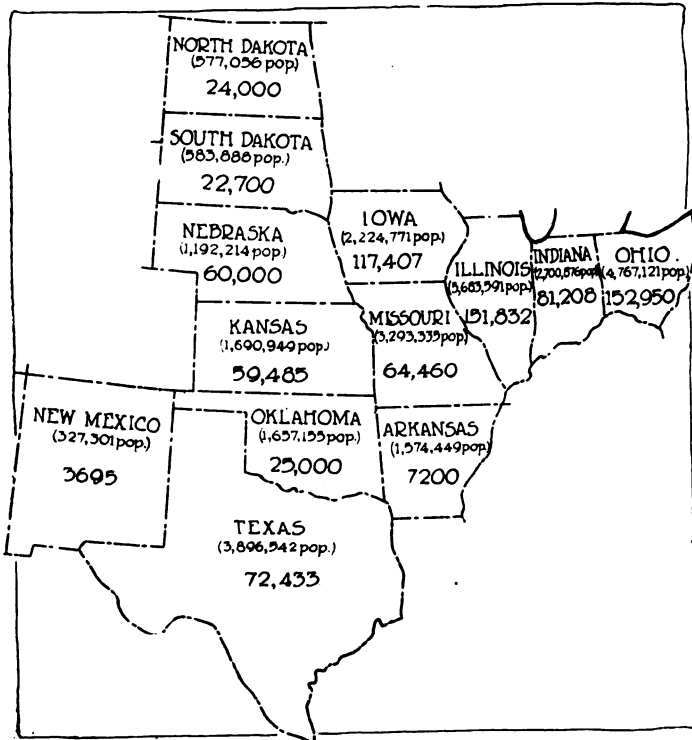 NORTH DAKOTA
(577,056 pop)
24,000
SOUTH DAKOTA
(583,888 pop.)
22,700
NEBRASKA
(1,192,214 pop)
60,000
IOWA
(2,224,771 pop.)
117,407
ILLINOIS
(5,683,591 pop.)
151,832
INDIANA
(2,700,876 pop)
81,208
OHIO.
(4,767,121 pop.)
152,950
KANSAS
(1,690,949 pop.)
59,485
MISSOURI
(3,293,335 pop.)
64,460
NEW MEXICO
(327,301 pop.)
3695
OKLAHOMA
(1,657,155 pop.)
25,000
ARKANSAS
(1,574,449 pop.)
7200
TEXAS
(3,896,542 pop.)
72,433